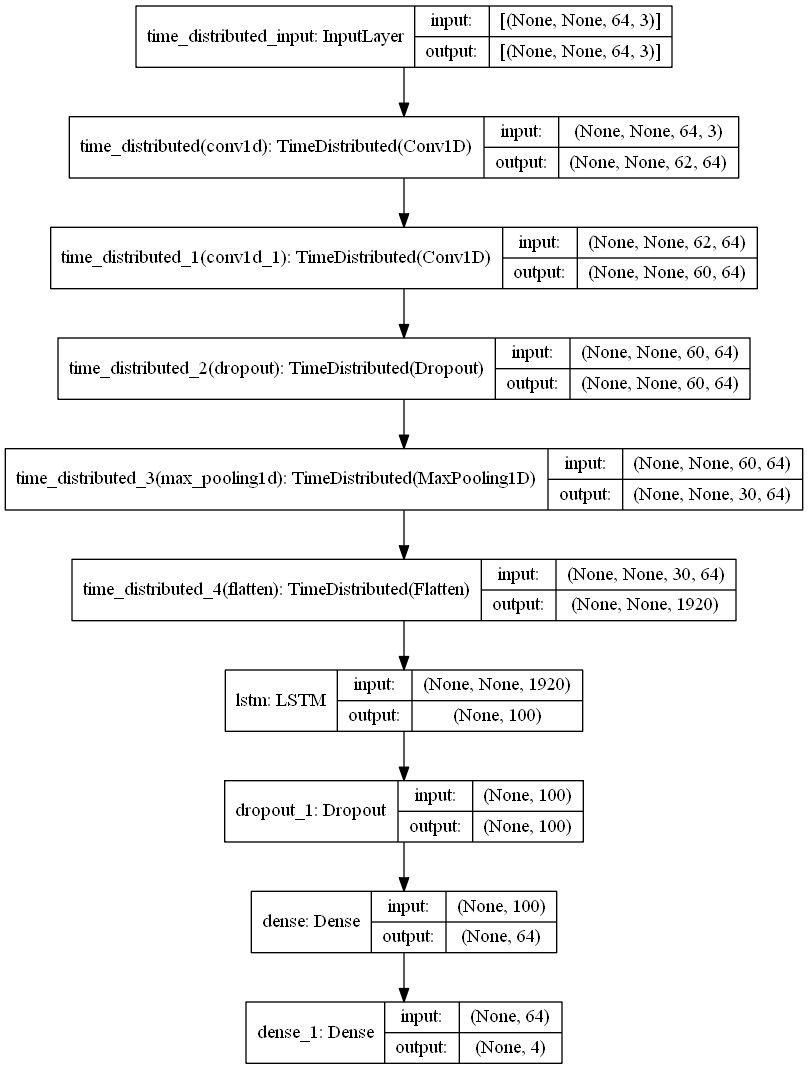 time_distributed_input: InputLayer
input: [(None, None, 64, 3)]
output: [(None, None, 64, 3)]
time_distributed(conv1d): TimeDistributed(Conv1D)
input: (None, None, 64, 3)
output: (None, None, 62, 64)
time_distributed_1(conv1d_1): TimeDistributed(Conv1D)
input: (None, None, 62, 64)
output: (None, None, 60, 64)
time_distributed_2(dropout): TimeDistributed(Dropout)
input: (None, None, 60, 64)
output: (None, None, 60, 64)
time_distributed_3(max_pooling1d): TimeDistributed(MaxPooling1D)
input: (None, None, 60, 64)
output: (None, None, 30, 64)
time_distributed_4(flatten): TimeDistributed(Flatten)
input: (None, None, 30, 64)
output: (None, None, 1920)
lstm: LSTM
input: (None, None, 1920)
output: (None, 100)
dropout_1: Dropout
input: (None, 100)
output: (None, 100)
dense: Dense
input: (None, 100)
output: (None, 64)
dense_1: Dense
input: (None, 64)
output: (None, 4)